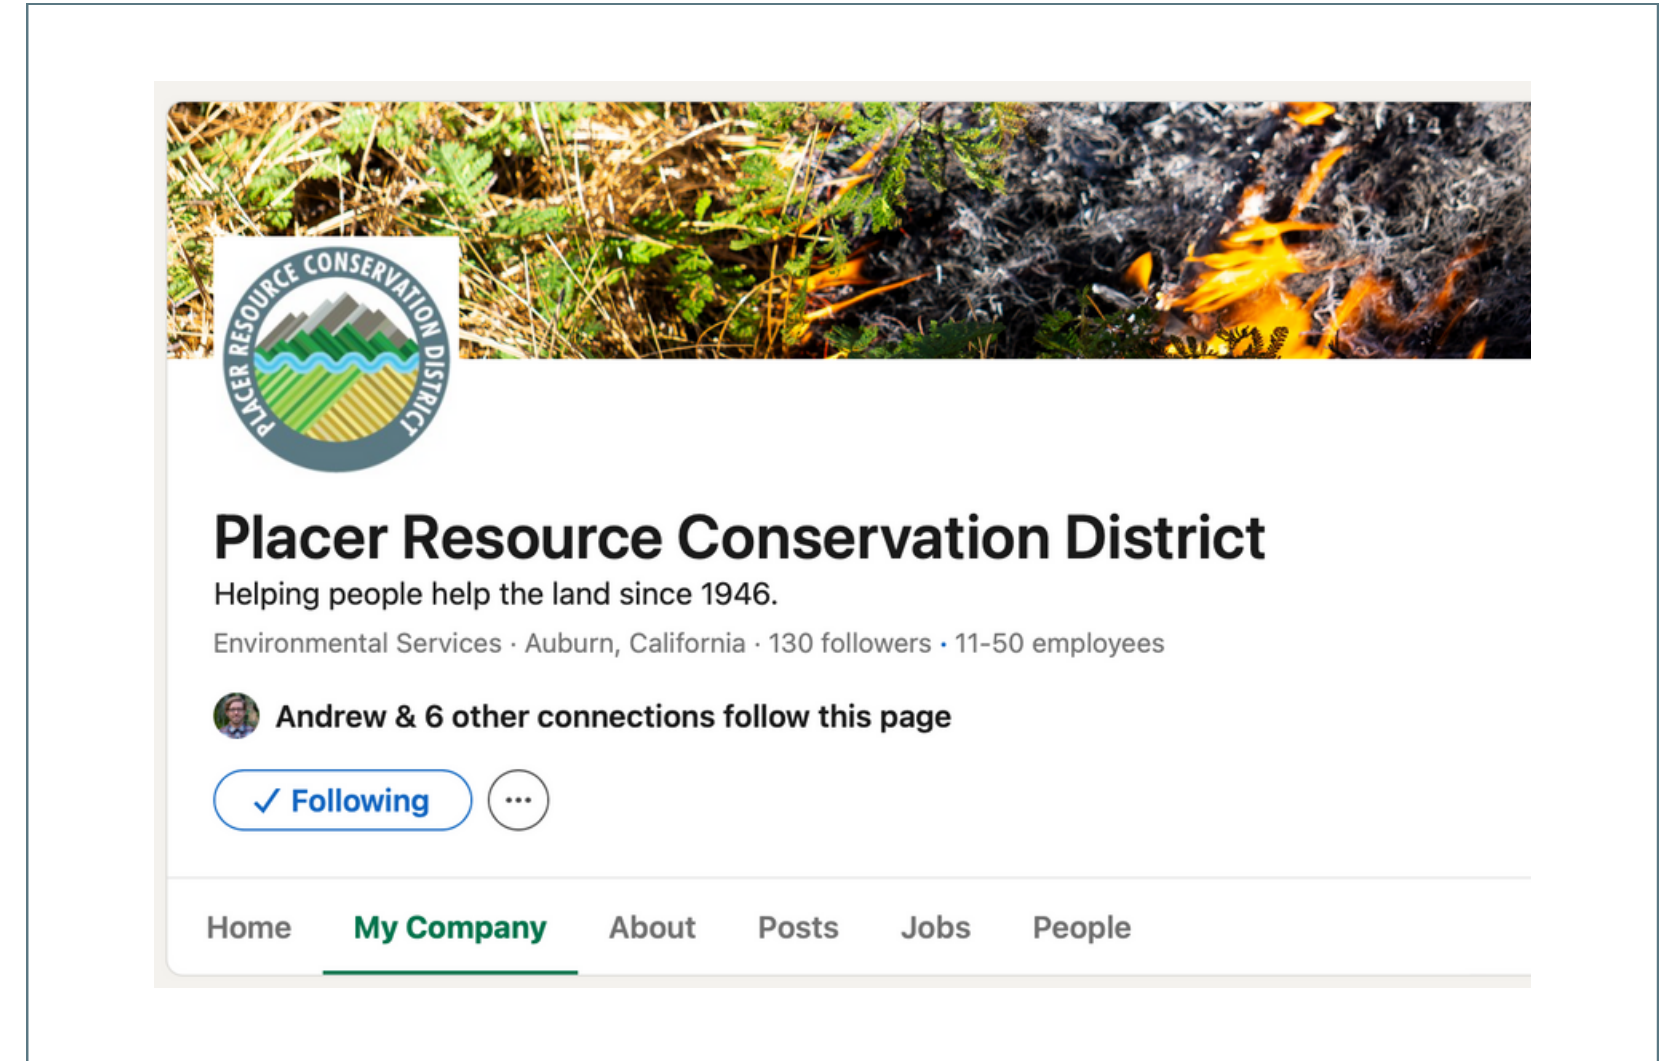 PLACER RESOURCE CONSERVATION DISTRICT
Placer Resource Conservation District
Helping people help the land since 1946.
Environmental Services · Auburn, California · 130 followers · 11-50 employees
Andrew & 6 other connections follow this page
✓ Following ···
Home My Company About Posts Jobs People